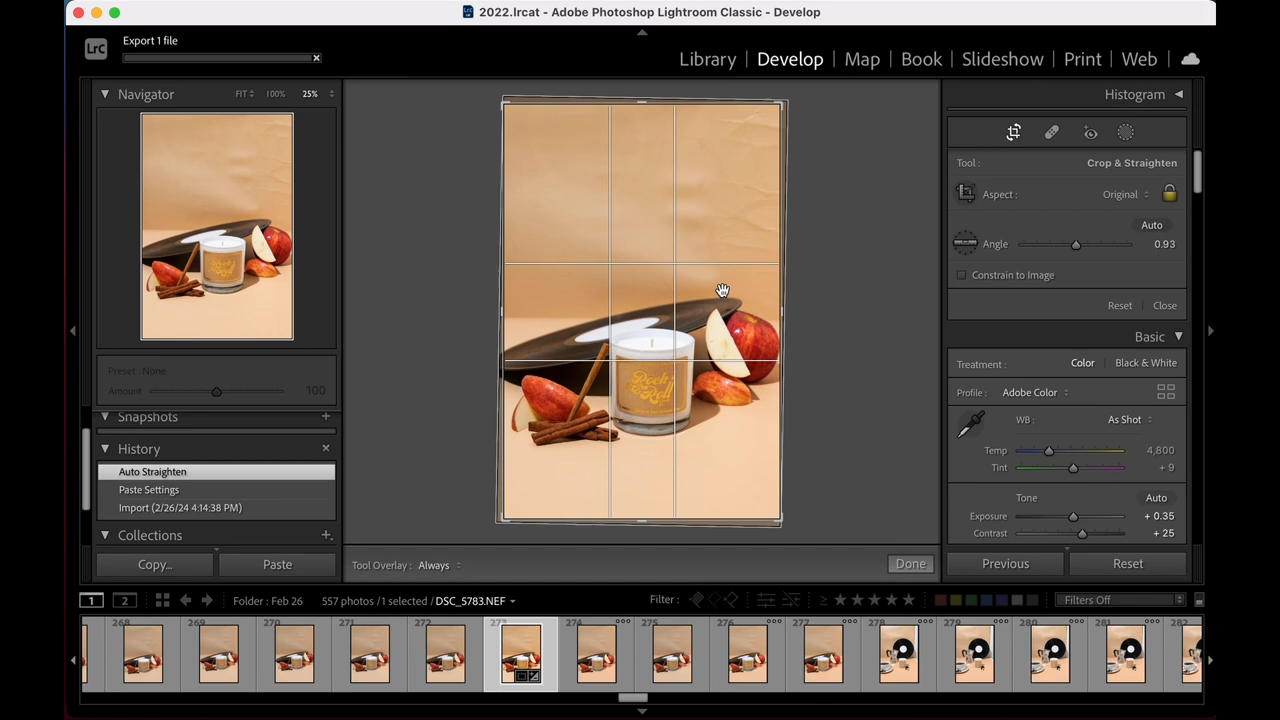 2022.lrcat - Adobe Photoshop Lightroom Classic - Develop
LrC
Export 1 file
Library | Develop | Map | Book | Slideshow | Print | Web
Navigator FIT 100% 25%
Preset : None
Amount 100
Snapshots +
History ×
Auto Straighten
Paste Settings
Import (2/26/24 4:14:38 PM)
Collections +
Copy... Paste
Rock & Roll
Tool Overlay : Always
Done
Histogram
Tool : Crop & Straighten
Aspect : Original
Auto
Angle 0.93
Constrain to Image
Reset Close
Basic
Treatment : Color Black & White
Profile : Adobe Color
WB : As Shot
Temp 4,800
Tint + 9
Tone Auto
Exposure + 0.35
Contrast + 25
Previous Reset
1 2 Folder : Feb 26 557 photos / 1 selected / DSC_5783.NEF Filter : Filters Off
268 269 270 271 272 273 274 275 276 277 278 279 280 281 282